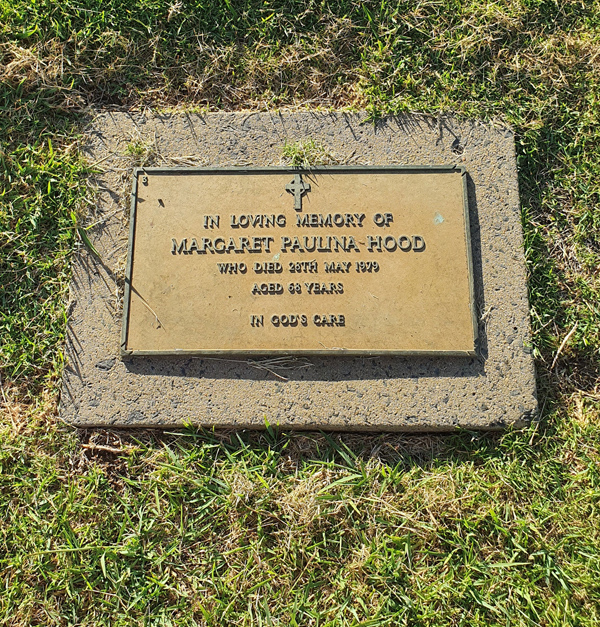 IN LOVING MEMORY OF
MARGARET PAULINA-HOOD
WHO DIED 28TH MAY 1979
AGED 68 YEARS
IN GOD'S CARE